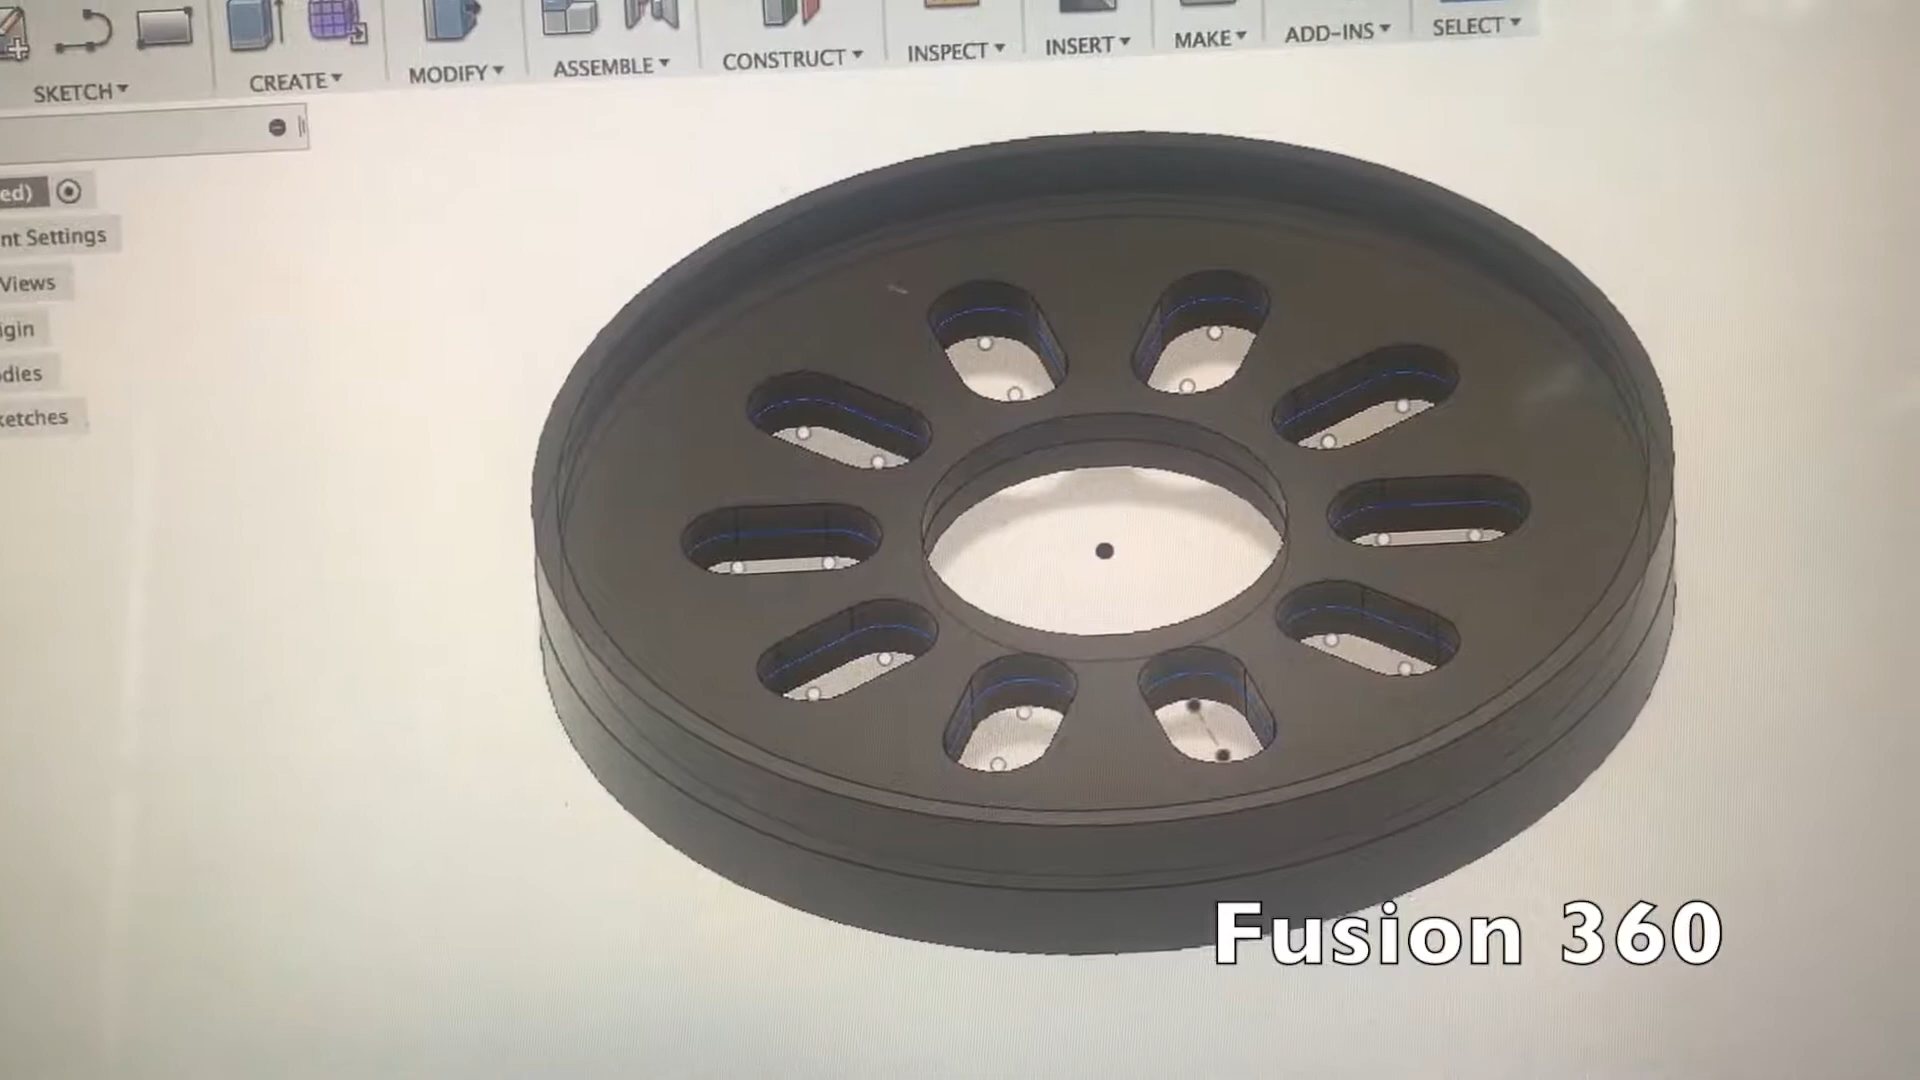 SKETCH
CREATE
MODIFY
ASSEMBLE
CONSTRUCT
INSPECT
INSERT
MAKE
ADD-INS
SELECT
ed)
nt Settings
Views
igin
dies
ketches
Fusion 360